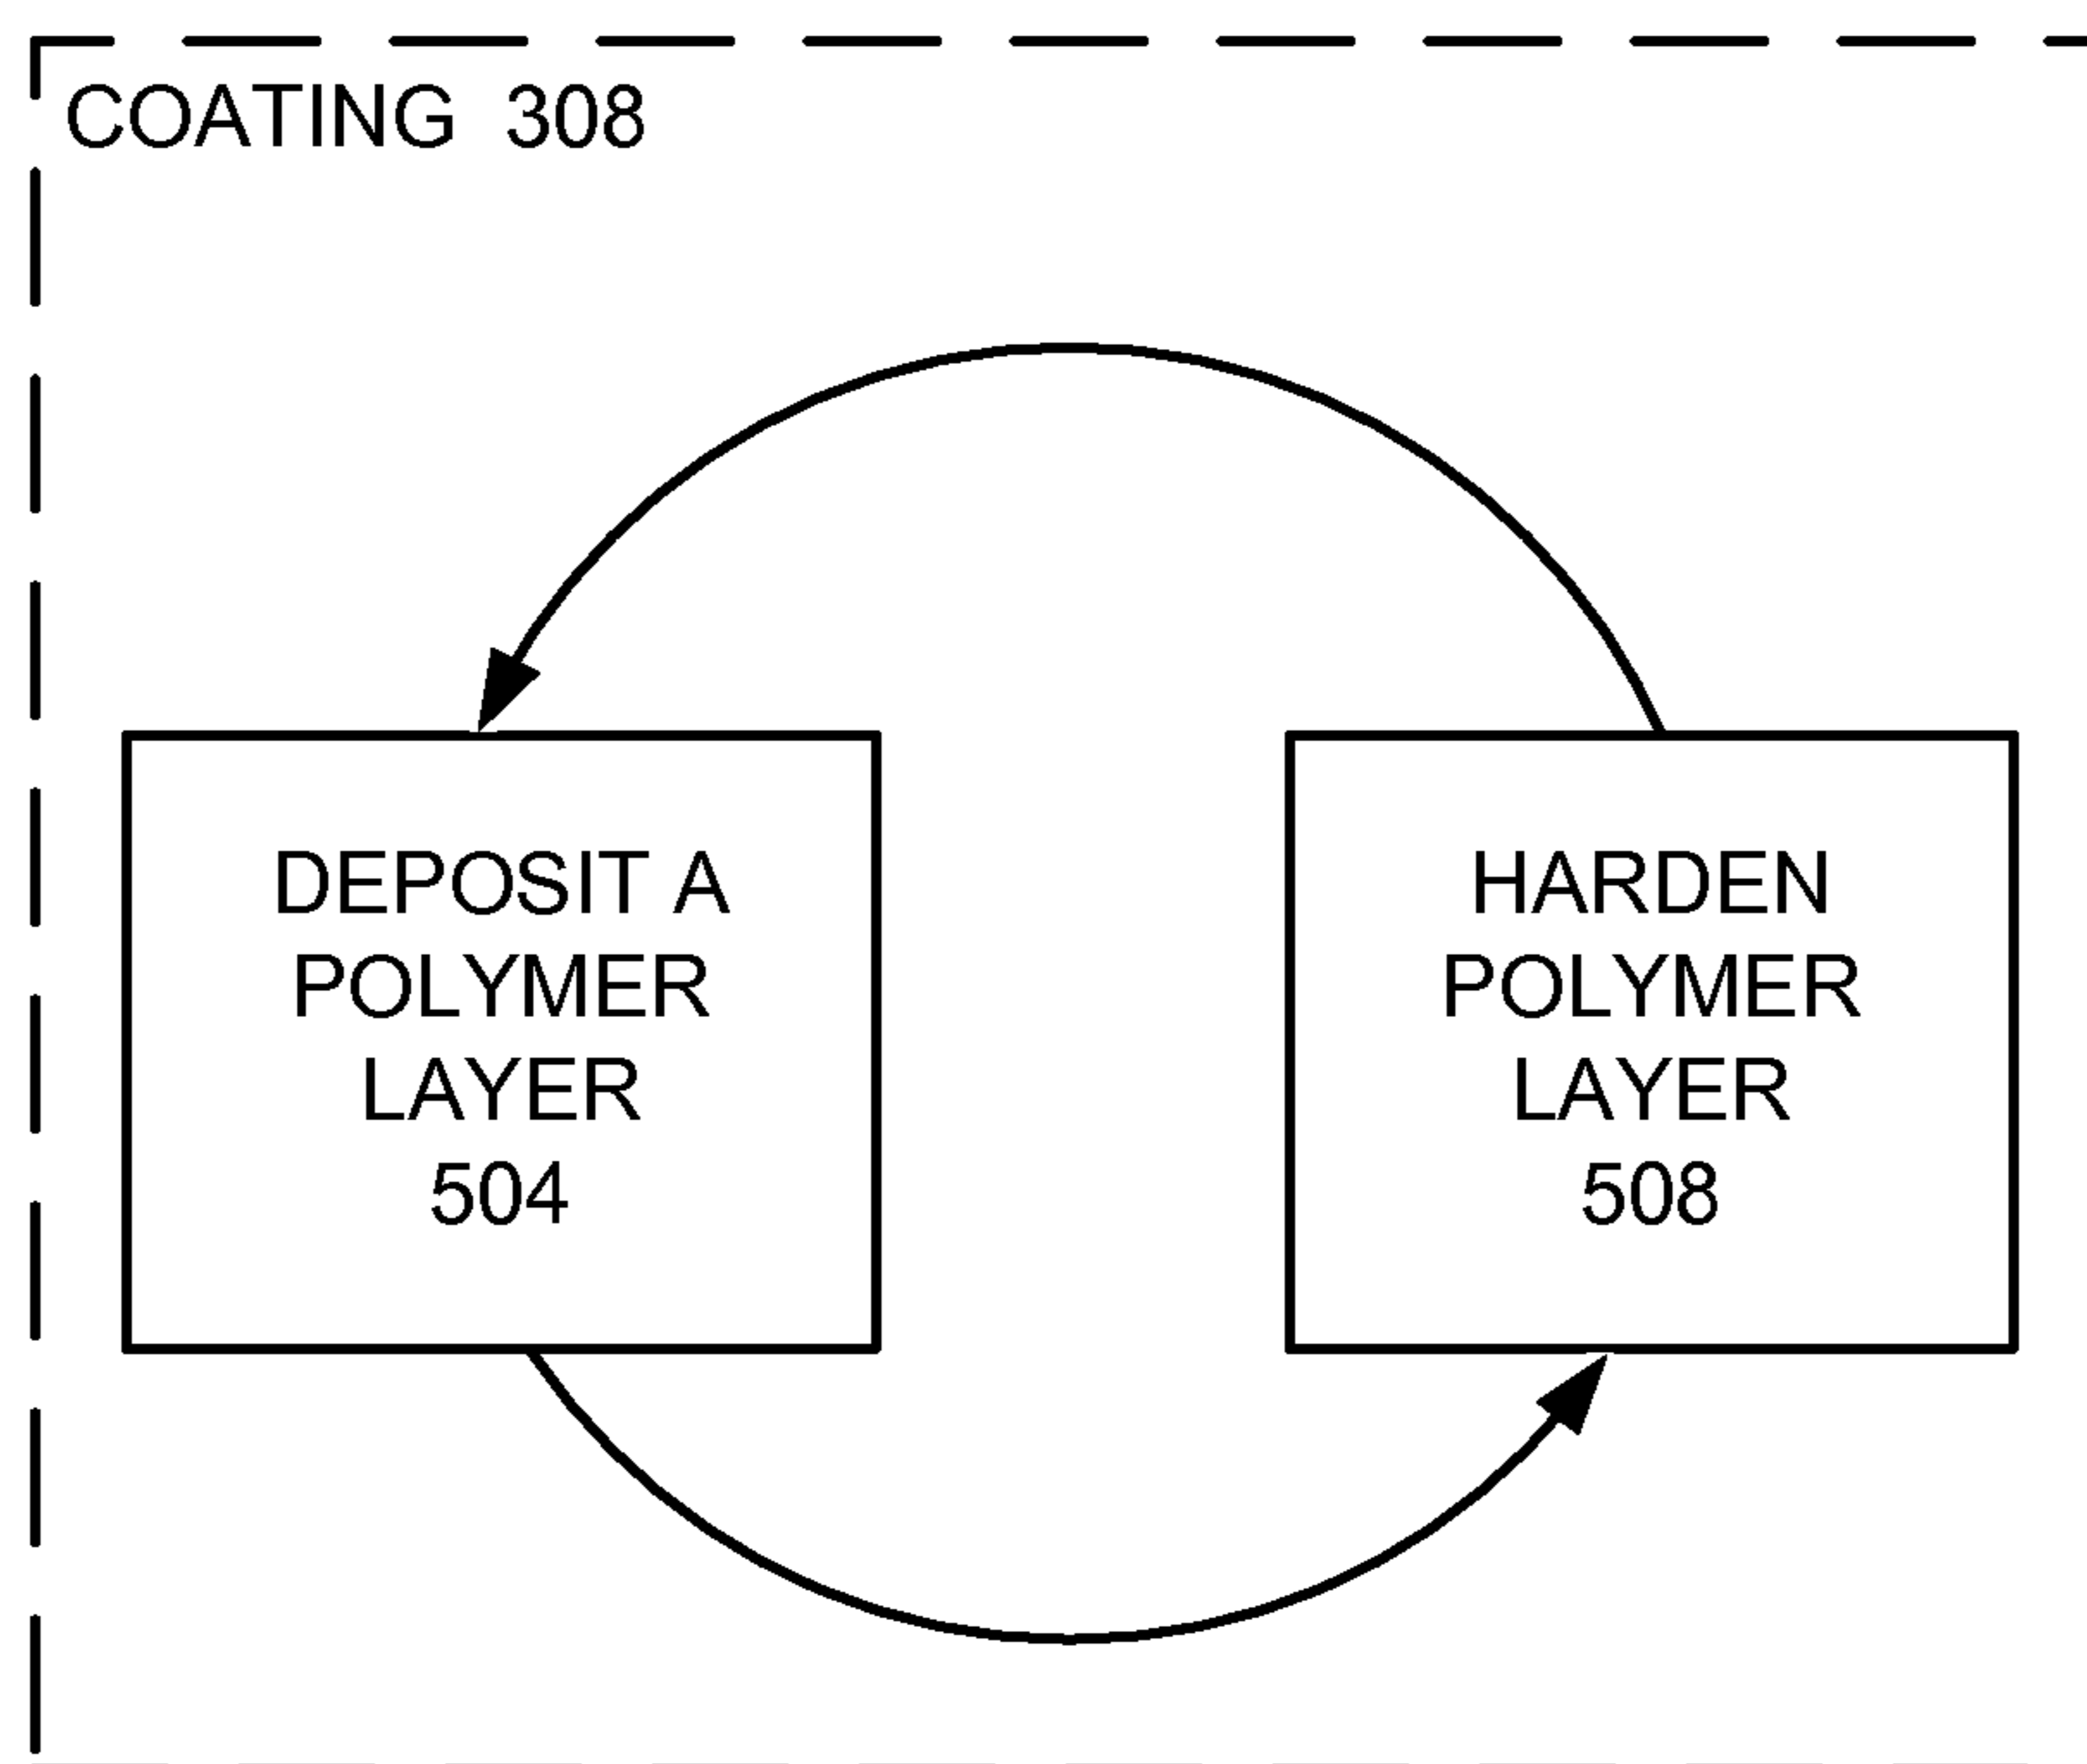 COATING 308
DEPOSIT A
POLYMER
LAYER
504
HARDEN
POLYMER
LAYER
508